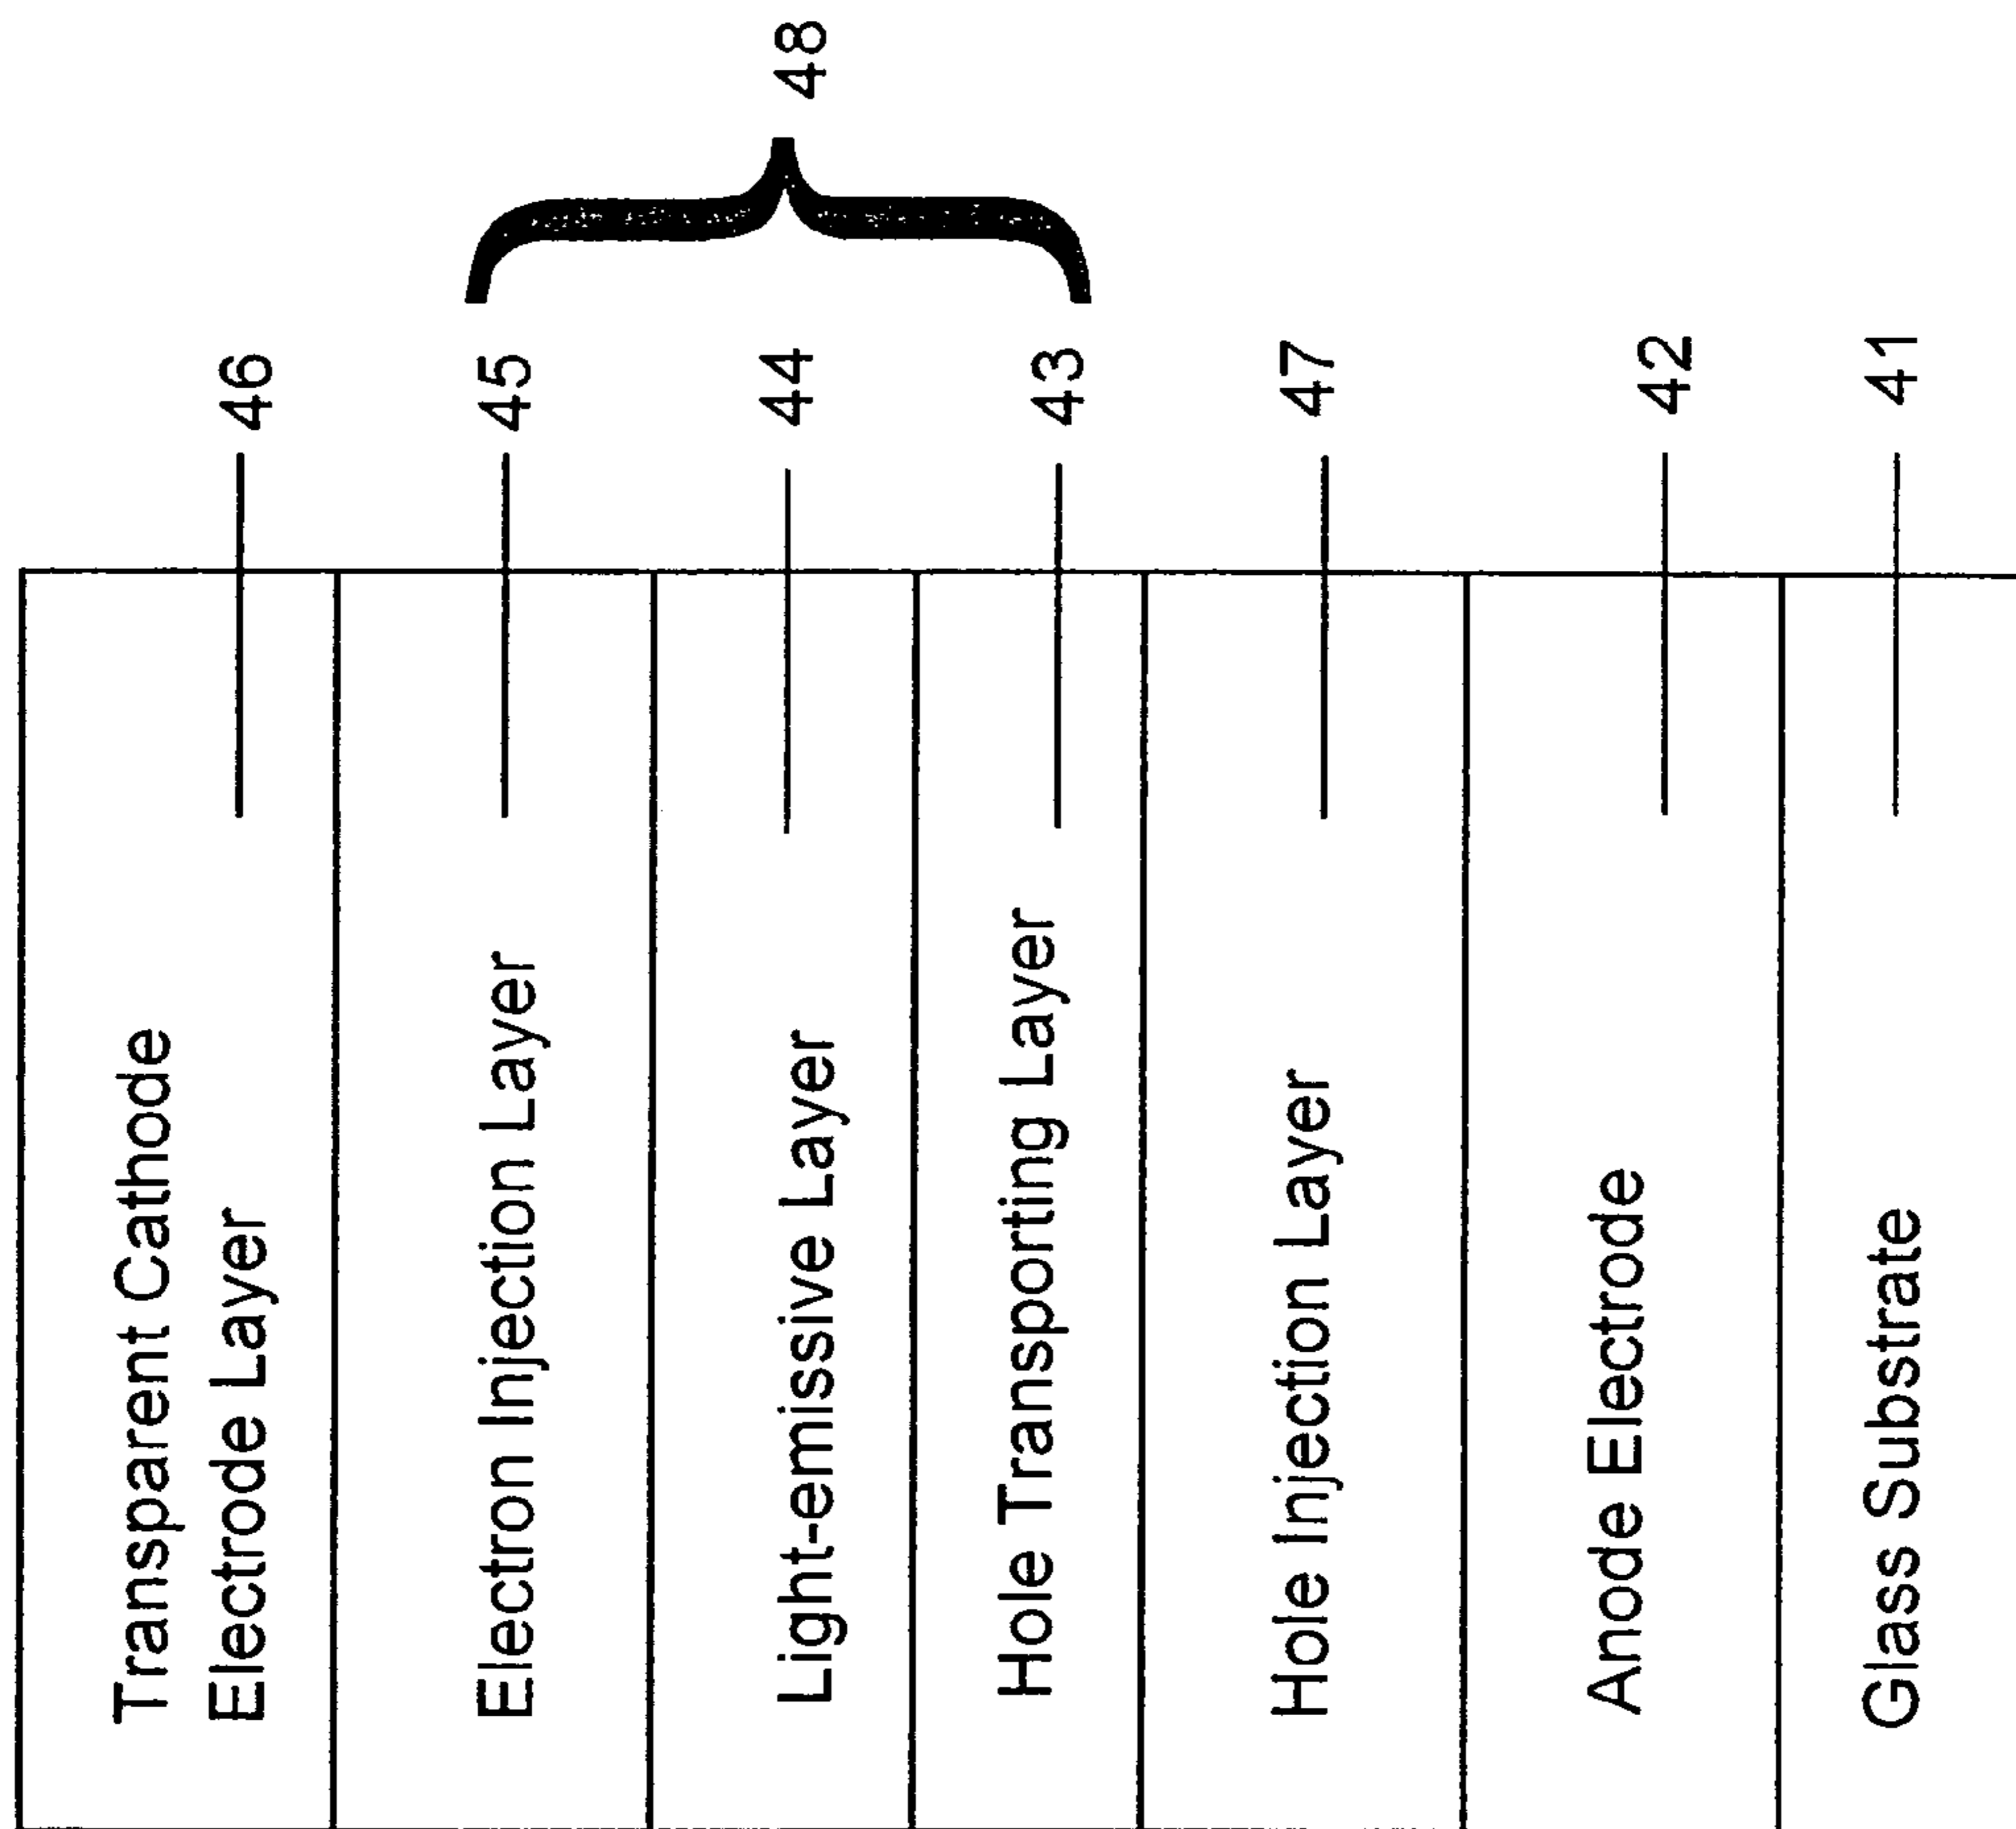 Transparent Cathode
Electrode Layer
46
Electron Injection Layer
45
Light-emissive Layer
44
Hole Transporting Layer
43
48
Hole Injection Layer
47
Anode Electrode
42
Glass Substrate
41